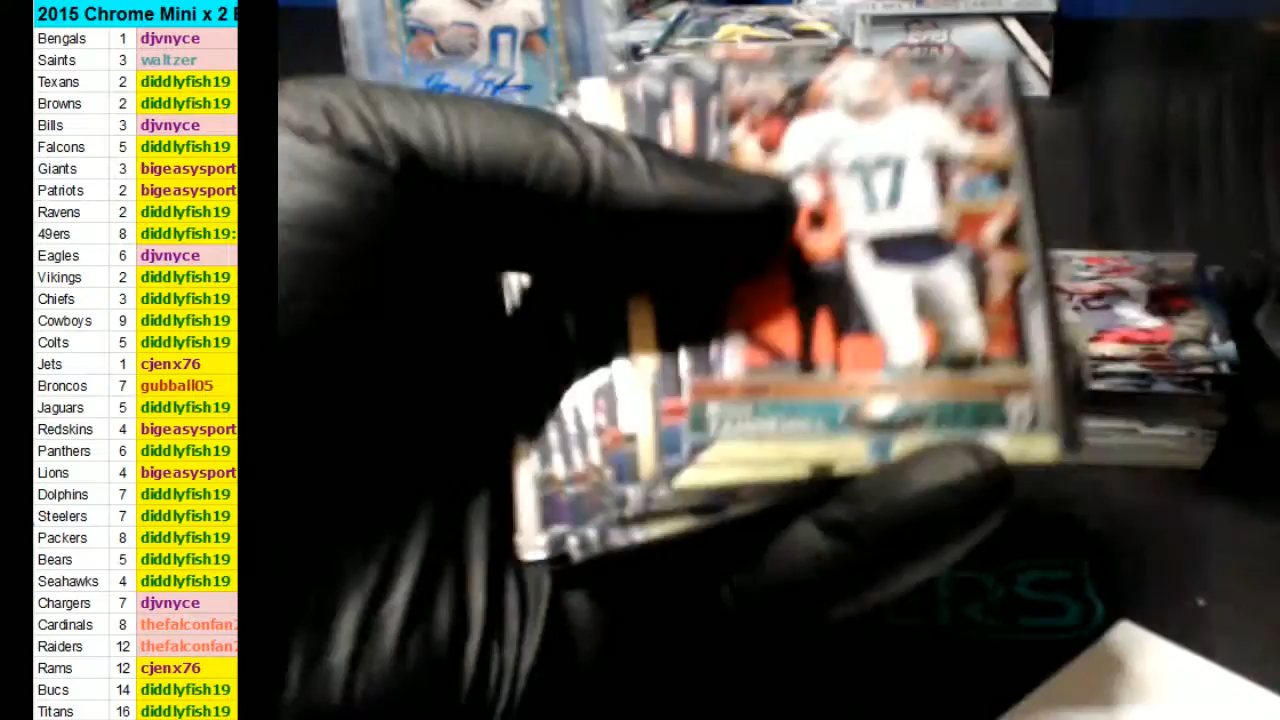 2015 Chrome Mini x 2 B
Bengals 1 djvnyce
Saints 3 waltzer
Texans 2 diddlyfish19
Browns 2 diddlyfish19
Bills 3 djvnyce
Falcons 5 diddlyfish19
Giants 3 bigeasysport
Patriots 2 bigeasysport
Ravens 2 diddlyfish19
49ers 8 diddlyfish19:
Eagles 6 djvnyce
Vikings 2 diddlyfish19
Chiefs 3 diddlyfish19
Cowboys 9 diddlyfish19
Colts 5 diddlyfish19
Jets 1 cjenx76
Broncos 7 gubball05
Jaguars 5 diddlyfish19
Redskins 4 bigeasysport
Panthers 6 diddlyfish19
Lions 4 bigeasysport
Dolphins 7 diddlyfish19
Steelers 7 diddlyfish19
Packers 8 diddlyfish19
Bears 5 diddlyfish19
Seahawks 4 diddlyfish19
Chargers 7 djvnyce
Cardinals 8 thefalconfan
Raiders 12 thefalconfan
Rams 12 cjenx76
Bucs 14 diddlyfish19
Titans 16 diddlyfish19
17
ERS